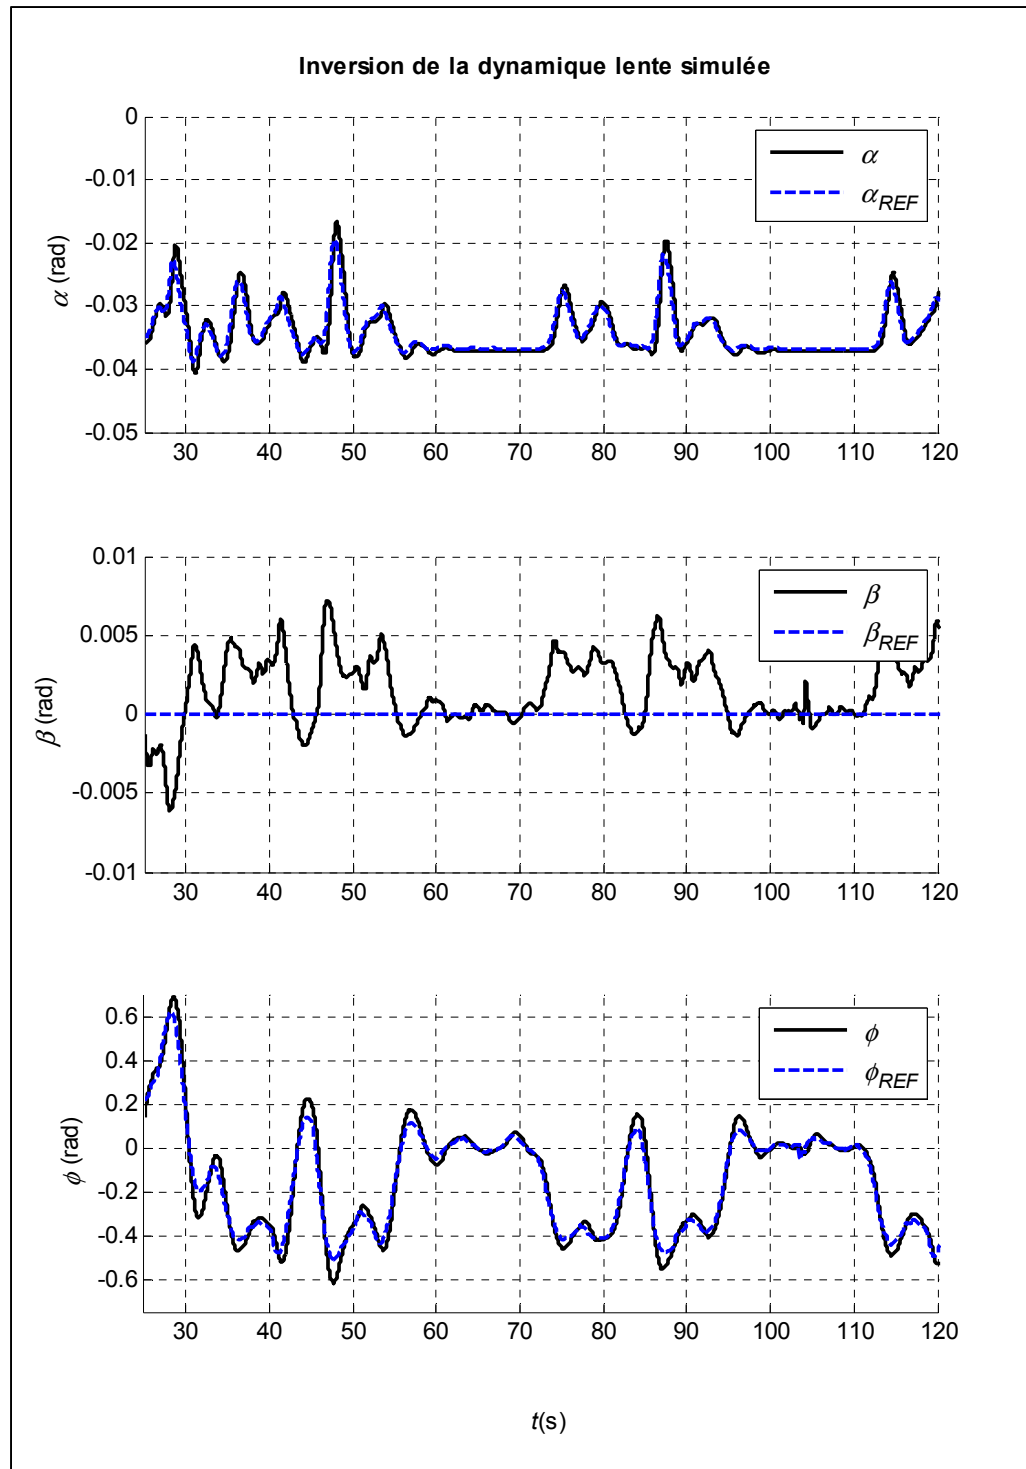 Inversion de la dynamique lente simulée
0
-0.01
-0.02
-0.03
-0.04
-0.05
α (rad)
α
α REF
30 40 50 60 70 80 90 100 110 120
0.01
0.005
0
-0.005
-0.01
β (rad)
β
β REF
30 40 50 60 70 80 90 100 110 120
0.6
0.4
0.2
0
-0.2
-0.4
-0.6
ϕ (rad)
ϕ
ϕ REF
30 40 50 60 70 80 90 100 110 120
t(s)